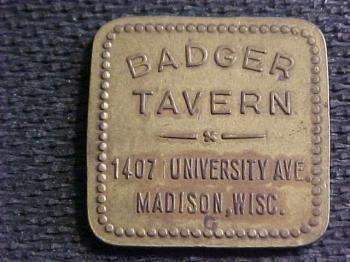 BADGER
TAVERN
1407 UNIVERSITY AVE.
MADISON, WISC.